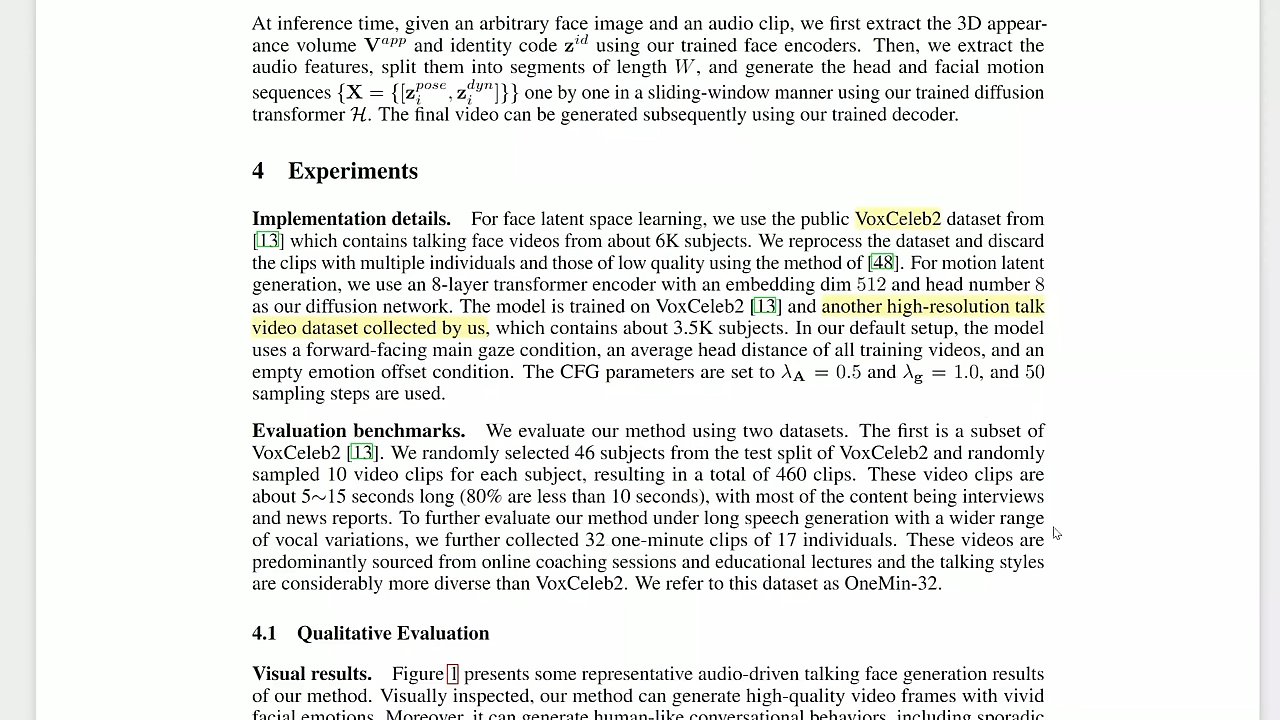 At inference time, given an arbitrary face image and an audio clip, we first extract the 3D appear-
ance volume V^app and identity code z^id using our trained face encoders. Then, we extract the
audio features, split them into segments of length W, and generate the head and facial motion
sequences {X = {[z_i^pose, z_i^dyn]}} one by one in a sliding-window manner using our trained diffusion
transformer H. The final video can be generated subsequently using our trained decoder.
4 Experiments
Implementation details. For face latent space learning, we use the public VoxCeleb2 dataset from
[13] which contains talking face videos from about 6K subjects. We reprocess the dataset and discard
the clips with multiple individuals and those of low quality using the method of [48]. For motion latent
generation, we use an 8-layer transformer encoder with an embedding dim 512 and head number 8
as our diffusion network. The model is trained on VoxCeleb2 [13] and another high-resolution talk
video dataset collected by us, which contains about 3.5K subjects. In our default setup, the model
uses a forward-facing main gaze condition, an average head distance of all training videos, and an
empty emotion offset condition. The CFG parameters are set to λ_A = 0.5 and λ_g = 1.0, and 50
sampling steps are used.
Evaluation benchmarks. We evaluate our method using two datasets. The first is a subset of
VoxCeleb2 [13]. We randomly selected 46 subjects from the test split of VoxCeleb2 and randomly
sampled 10 video clips for each subject, resulting in a total of 460 clips. These video clips are
about 5∼15 seconds long (80% are less than 10 seconds), with most of the content being interviews
and news reports. To further evaluate our method under long speech generation with a wider range
of vocal variations, we further collected 32 one-minute clips of 17 individuals. These videos are
predominantly sourced from online coaching sessions and educational lectures and the talking styles
are considerably more diverse than VoxCeleb2. We refer to this dataset as OneMin-32.
4.1 Qualitative Evaluation
Visual results. Figure 1 presents some representative audio-driven talking face generation results
of our method. Visually inspected, our method can generate high-quality video frames with vivid
facial emotions. Moreover, it can generate human-like conversational behaviors, including sporadic